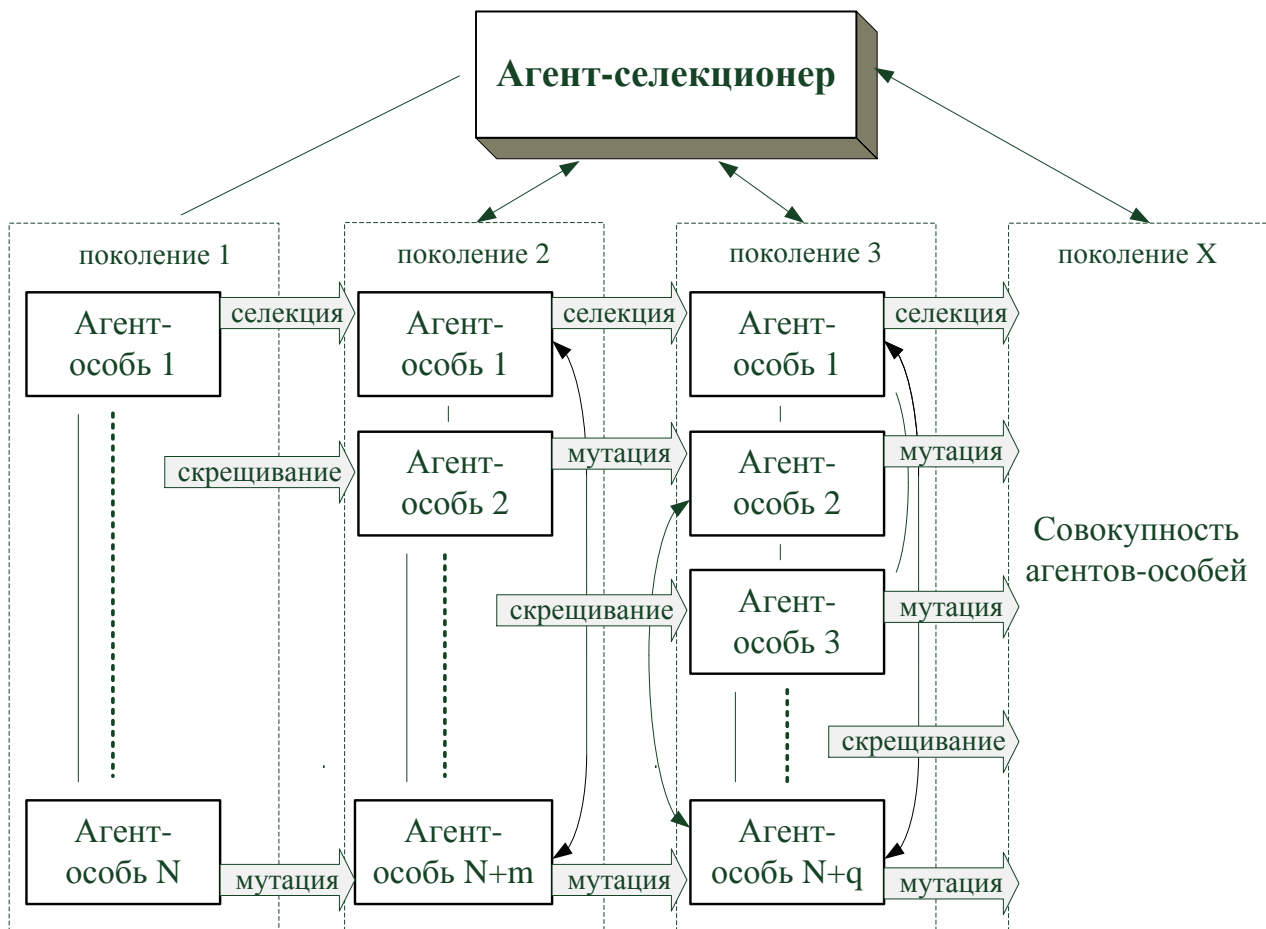 Агент-селекционер
поколение 1
поколение 2
поколение 3
поколение X
Агент-
особь 1
селекция
Агент-
особь 1
селекция
Агент-
особь 1
селекция
скрещивание
Агент-
особь 2
мутация
Агент-
особь 2
мутация
Совокупность
агентов-особей
скрещивание
Агент-
особь 3
мутация
скрещивание
Агент-
особь N
мутация
Агент-
особь N+m
мутация
Агент-
особь N+q
мутация